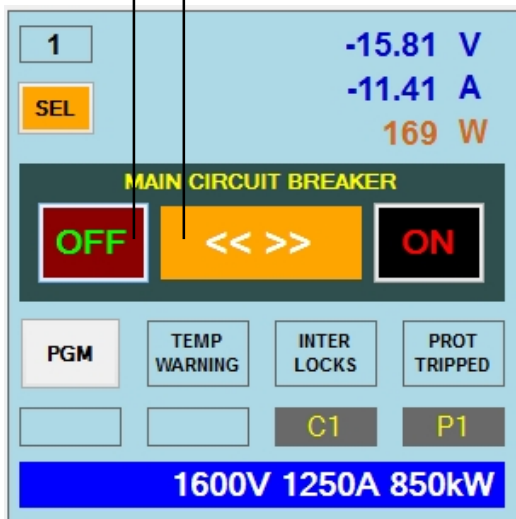 1
-15.81 V
SEL
-11.41 A
169 W
MAIN CIRCUIT BREAKER
OFF << >> ON
PGM
TEMP
WARNING
INTER
LOCKS
PROT
TRIPPED
C1
P1
1600V 1250A 850kW